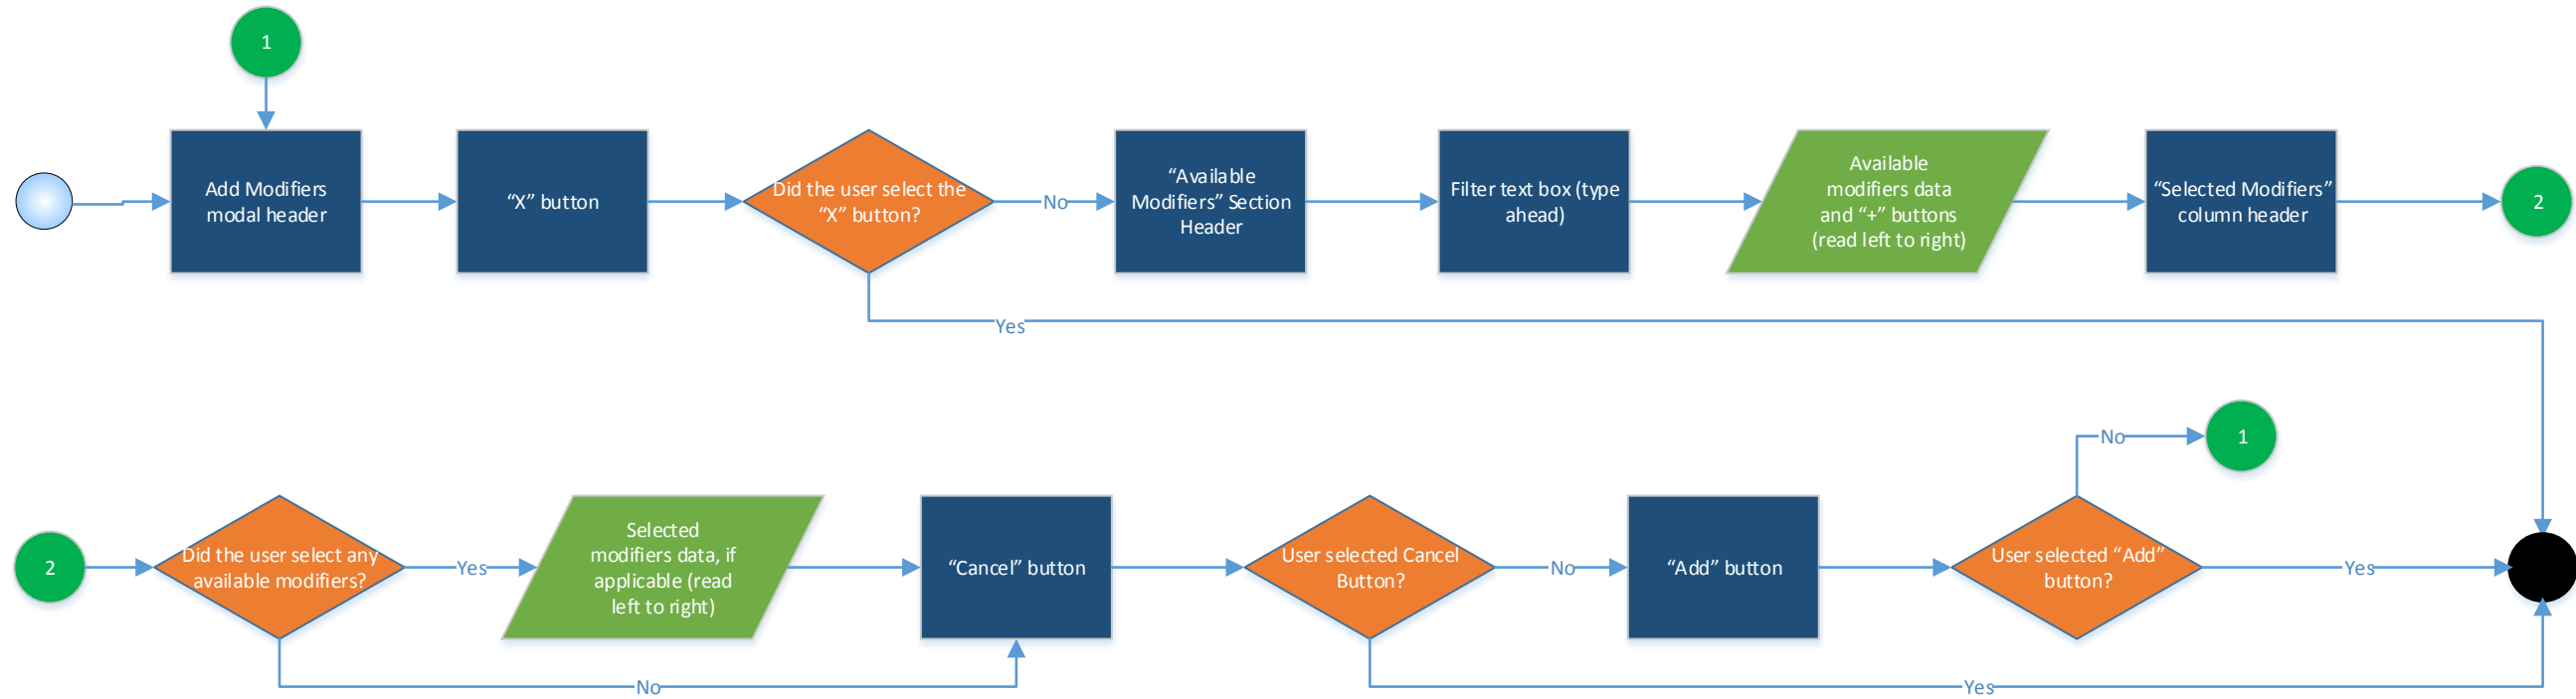 1
Add Modifiers
modal header
“X” button
Did the user select the
“X” button?
No
“Available
Modifiers” Section
Header
Filter text box (type
ahead)
Available
modifiers data
and “+” buttons
(read left to right)
“Selected Modifiers”
column header
2
Yes
2
Did the user select any
available modifiers?
Yes
Selected
modifiers data, if
applicable (read
left to right)
“Cancel” button
User selected Cancel
Button?
No
“Add” button
User selected “Add”
button?
No
1
Yes
No
Yes